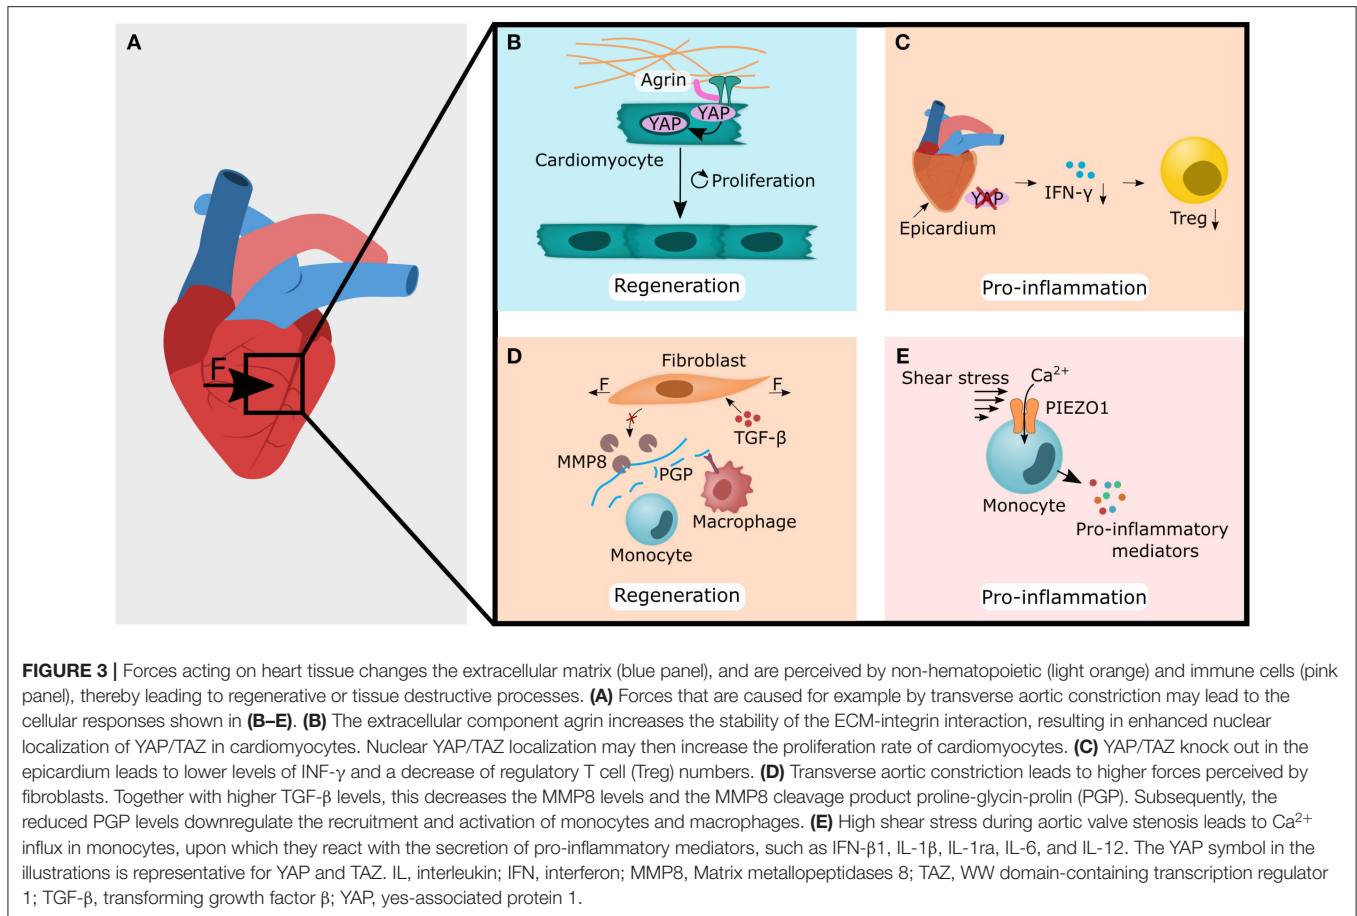 A
F
B
Agrin
YAP
YAP
Cardiomyocyte
Proliferation
Regeneration
C
YAP
IFN-γ
Epicardium
Treg
Pro-inflammation
D
Fibroblast
F
F
TGF-β
MMP8
PGP
Macrophage
Monocyte
Regeneration
E
Shear stress
Ca²⁺
PIEZO1
Monocyte
Pro-inflammatory
mediators
Pro-inflammation
FIGURE 3 | Forces acting on heart tissue changes the extracellular matrix (blue panel), and are perceived by non-hematopoietic (light orange) and immune cells (pink
panel), thereby leading to regenerative or tissue destructive processes. (A) Forces that are caused for example by transverse aortic constriction may lead to the
cellular responses shown in (B–E). (B) The extracellular component agrin increases the stability of the ECM-integrin interaction, resulting in enhanced nuclear
localization of YAP/TAZ in cardiomyocytes. Nuclear YAP/TAZ localization may then increase the proliferation rate of cardiomyocytes. (C) YAP/TAZ knock out in the
epicardium leads to lower levels of INF-γ and a decrease of regulatory T cell (Treg) numbers. (D) Transverse aortic constriction leads to higher forces perceived by
fibroblasts. Together with higher TGF-β levels, this decreases the MMP8 levels and the MMP8 cleavage product proline-glycin-prolin (PGP). Subsequently, the
reduced PGP levels downregulate the recruitment and activation of monocytes and macrophages. (E) High shear stress during aortic valve stenosis leads to Ca²⁺
influx in monocytes, upon which they react with the secretion of pro-inflammatory mediators, such as IFN-β1, IL-1β, IL-1ra, IL-6, and IL-12. The YAP symbol in the
illustrations is representative for YAP and TAZ. IL, interleukin; IFN, interferon; MMP8, Matrix metallopeptidases 8; TAZ, WW domain-containing transcription regulator
1; TGF-β, transforming growth factor β; YAP, yes-associated protein 1.